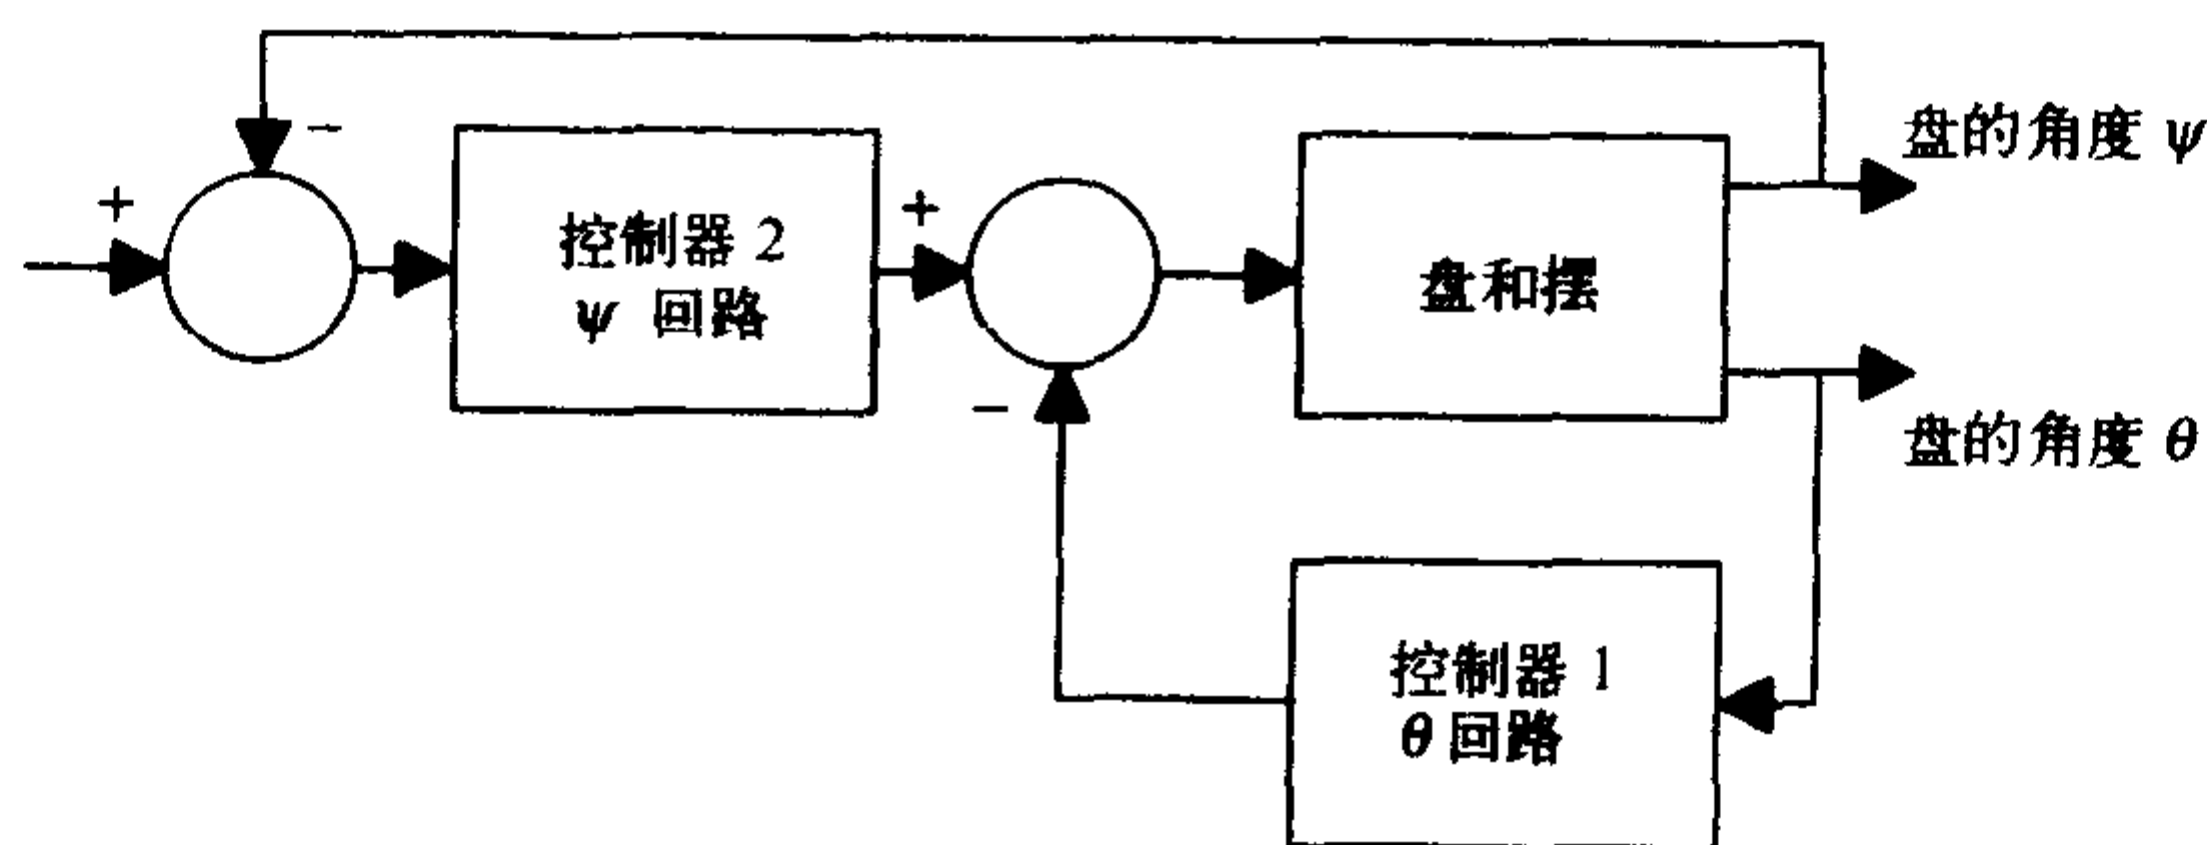 −
盘的角度 ψ
+
控制器 2
ψ 回路
+
盘和摆
−
盘的角度 θ
控制器 1
θ 回路